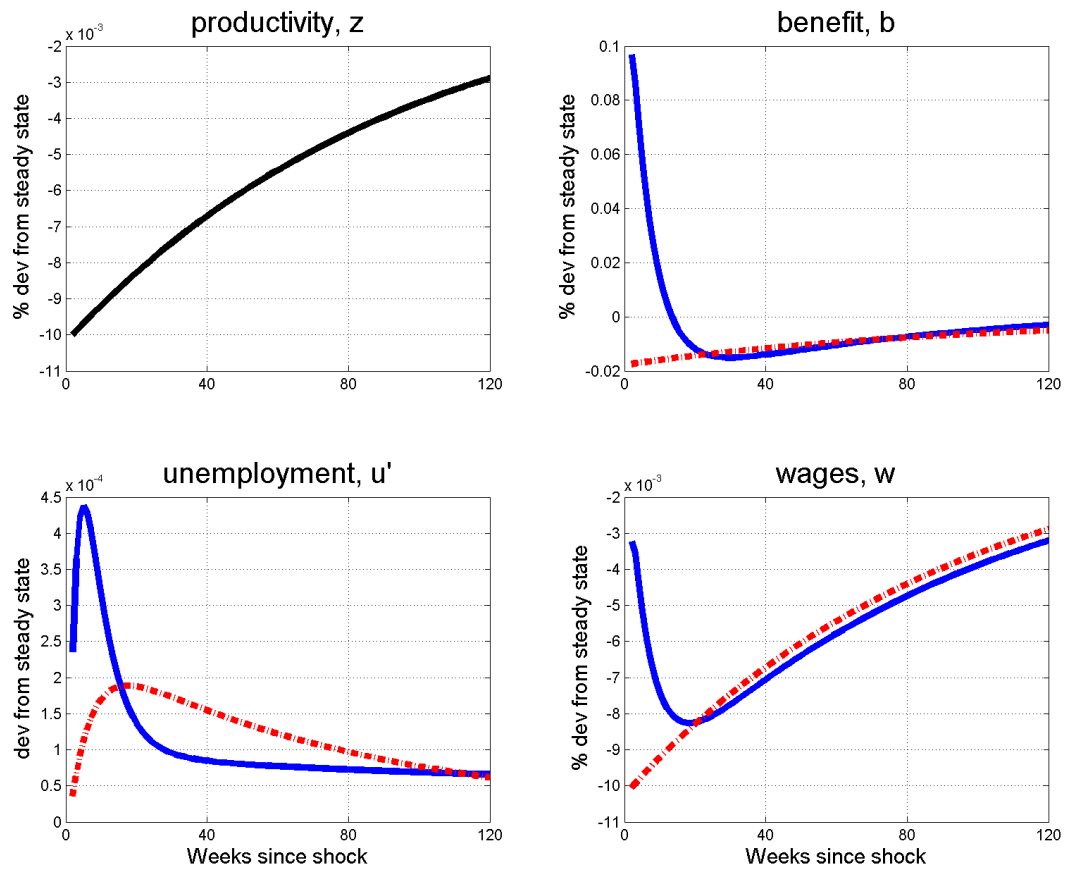 productivity, z
x 10^-3
% dev from steady state
-2
-3
-4
-5
-6
-7
-8
-9
-10
-11
0 40 80 120
benefit, b
% dev from steady state
0.1
0.08
0.06
0.04
0.02
0
-0.02
0 40 80 120
unemployment, u'
x 10^-4
dev from steady state
4.5
4
3.5
3
2.5
2
1.5
1
0.5
0
0 40 80 120
Weeks since shock
wages, w
x 10^-3
% dev from steady state
-2
-3
-4
-5
-6
-7
-8
-9
-10
-11
0 40 80 120
Weeks since shock